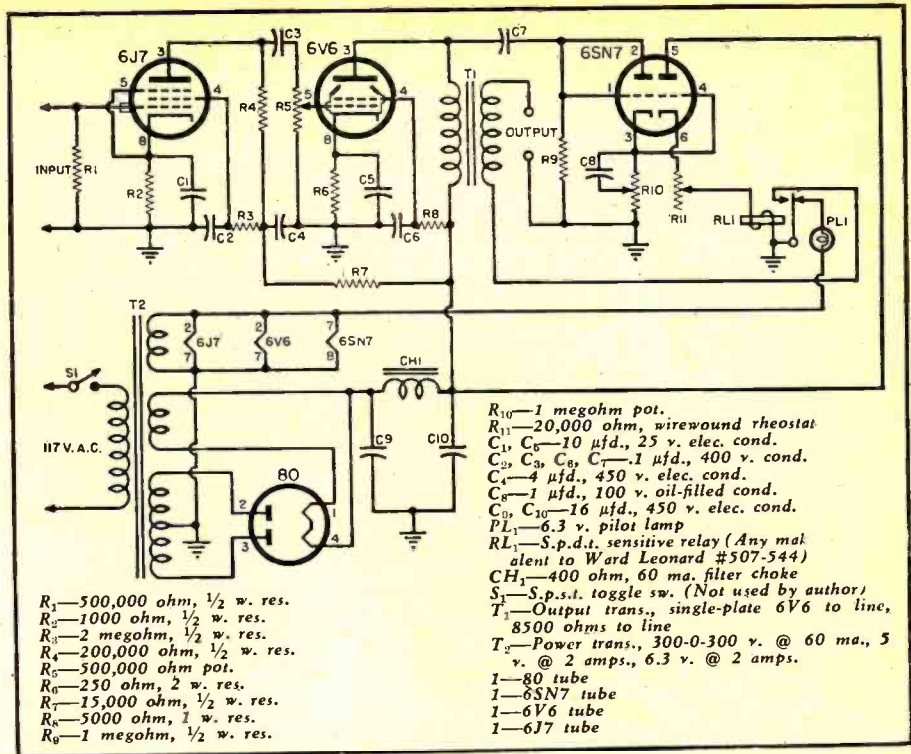 6J7
3
5
4
8
INPUT
R1
R2
C1
C2
R3
C3
R4
R5
C4
6V6
3
5
4
8
R6
C5
C6
R8
R7
T1
OUTPUT
C7
6SN7
2
5
1
4
3
6
R9
C8
R10
R11
RL1
PL1
T2
S1
117 V. A.C.
2
6J7
7
2
6V6
7
7
6SN7
8
CH1
C9
C10
80
2
3
1
4
R₁—500,000 ohm, ½ w. res.
R₂—1000 ohm, ½ w. res.
R₃—2 megohm, ½ w. res.
R₄—200,000 ohm, ½ w. res.
R₅—500,000 ohm pot.
R₆—250 ohm, 2 w. res.
R₇—15,000 ohm, ½ w. res.
R₈—5000 ohm, 1 w. res.
R₉—1 megohm, ½ w. res.
R₁₀—1 megohm pot.
R₁₁—20,000 ohm, wirewound rheostat
C₁, C₅—10 µfd., 25 v. elec. cond.
C₂, C₃, C₆, C₇—.1 µfd., 400 v. cond.
C₄—4 µfd., 450 v. elec. cond.
C₈—1 µfd., 100 v. oil-filled cond.
C₉, C₁₀—16 µfd., 450 v. elec. cond.
PL₁—6.3 v. pilot lamp
RL₁—S.p.d.t. sensitive relay (Any
alent to Ward Leonard #507-544)
CH₁—400 ohm, 60 ma. filter choke
S₁—S.p.s.t. toggle sw. (Not used by author)
T₁—Output trans., single-plate 6V6 to line,
8500 ohms to line
T₂—Power trans., 300-0-300 v. @ 60 ma., 5
v. @ 2 amps., 6.3 v. @ 2 amps.
1—80 tube
1—6SN7 tube
1—6V6 tube
1—6J7 tube